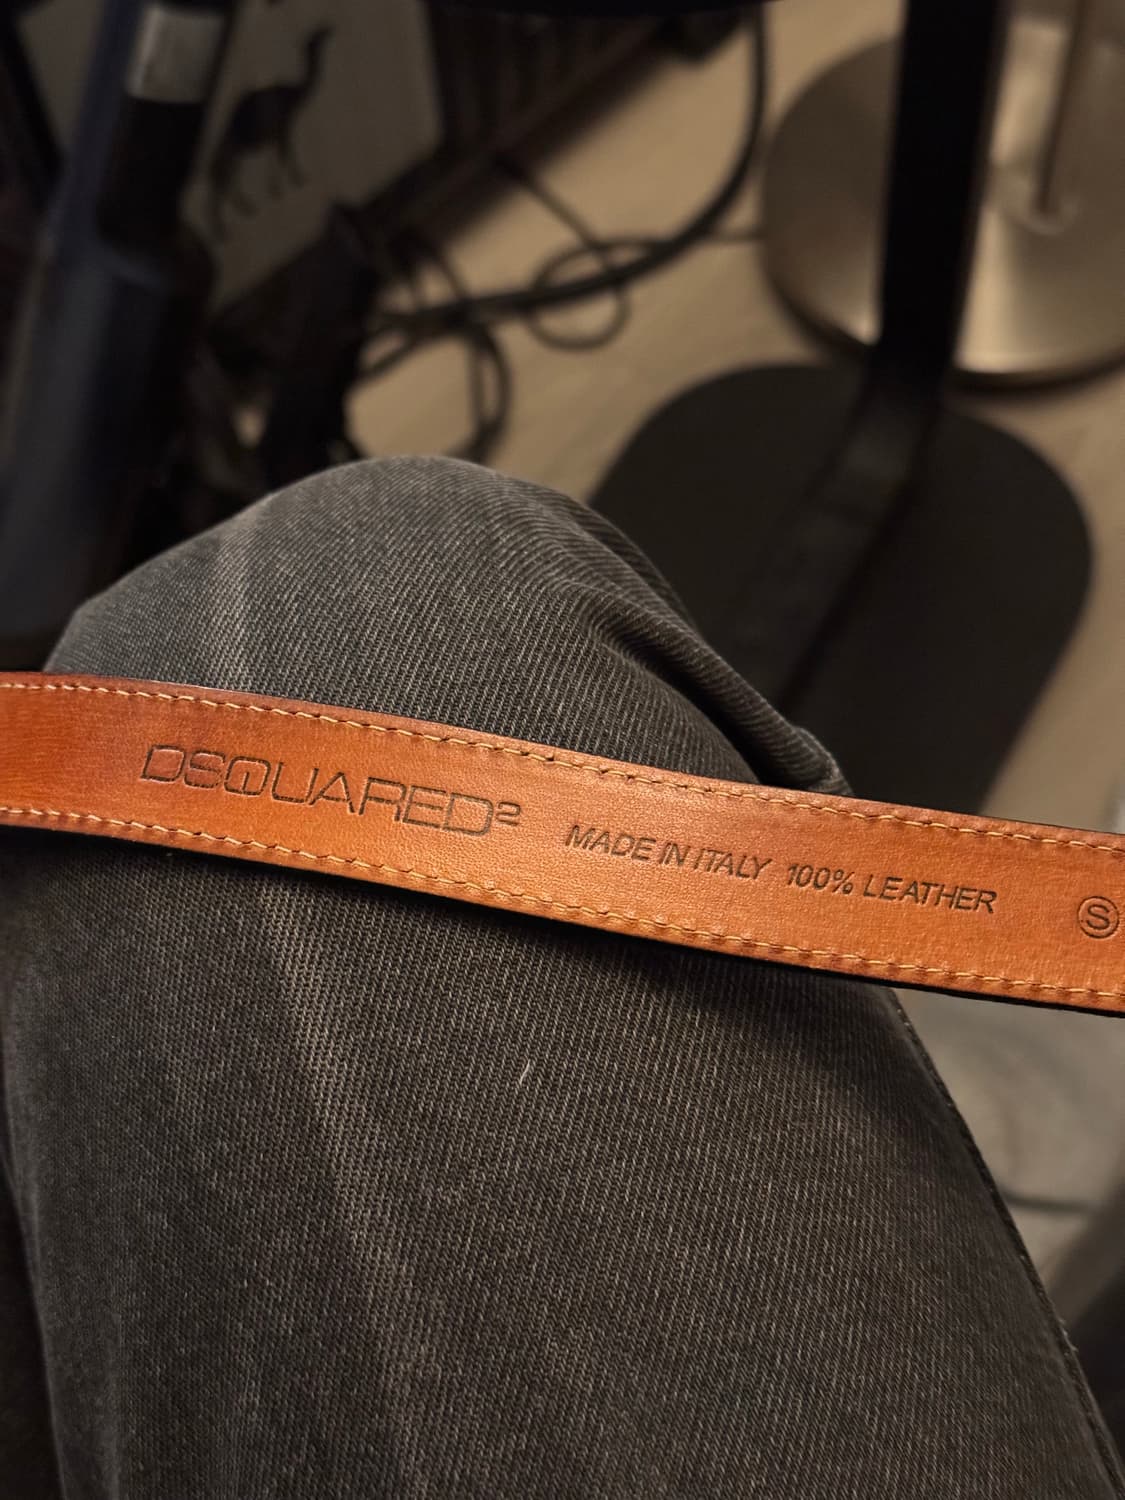 DSQUARED² MADE IN ITALY 100% LEATHER Ⓢ